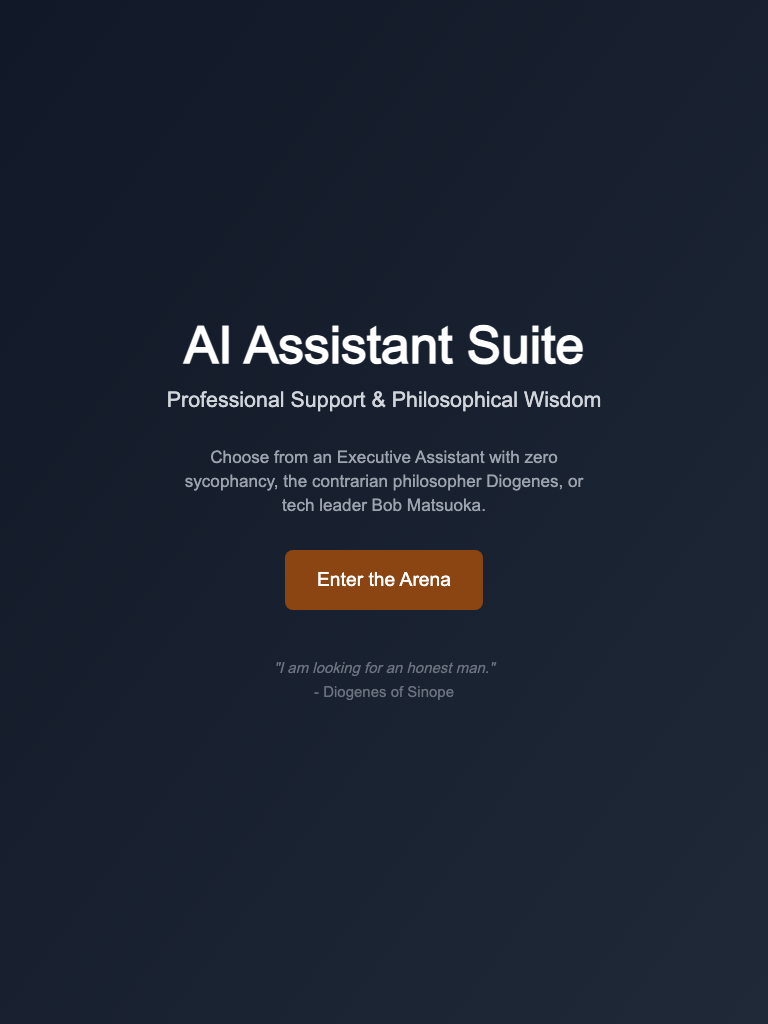 AI Assistant Suite
Professional Support & Philosophical Wisdom
Choose from an Executive Assistant with zero
sycophancy, the contrarian philosopher Diogenes, or
tech leader Bob Matsuoka.
Enter the Arena
"I am looking for an honest man."
- Diogenes of Sinope